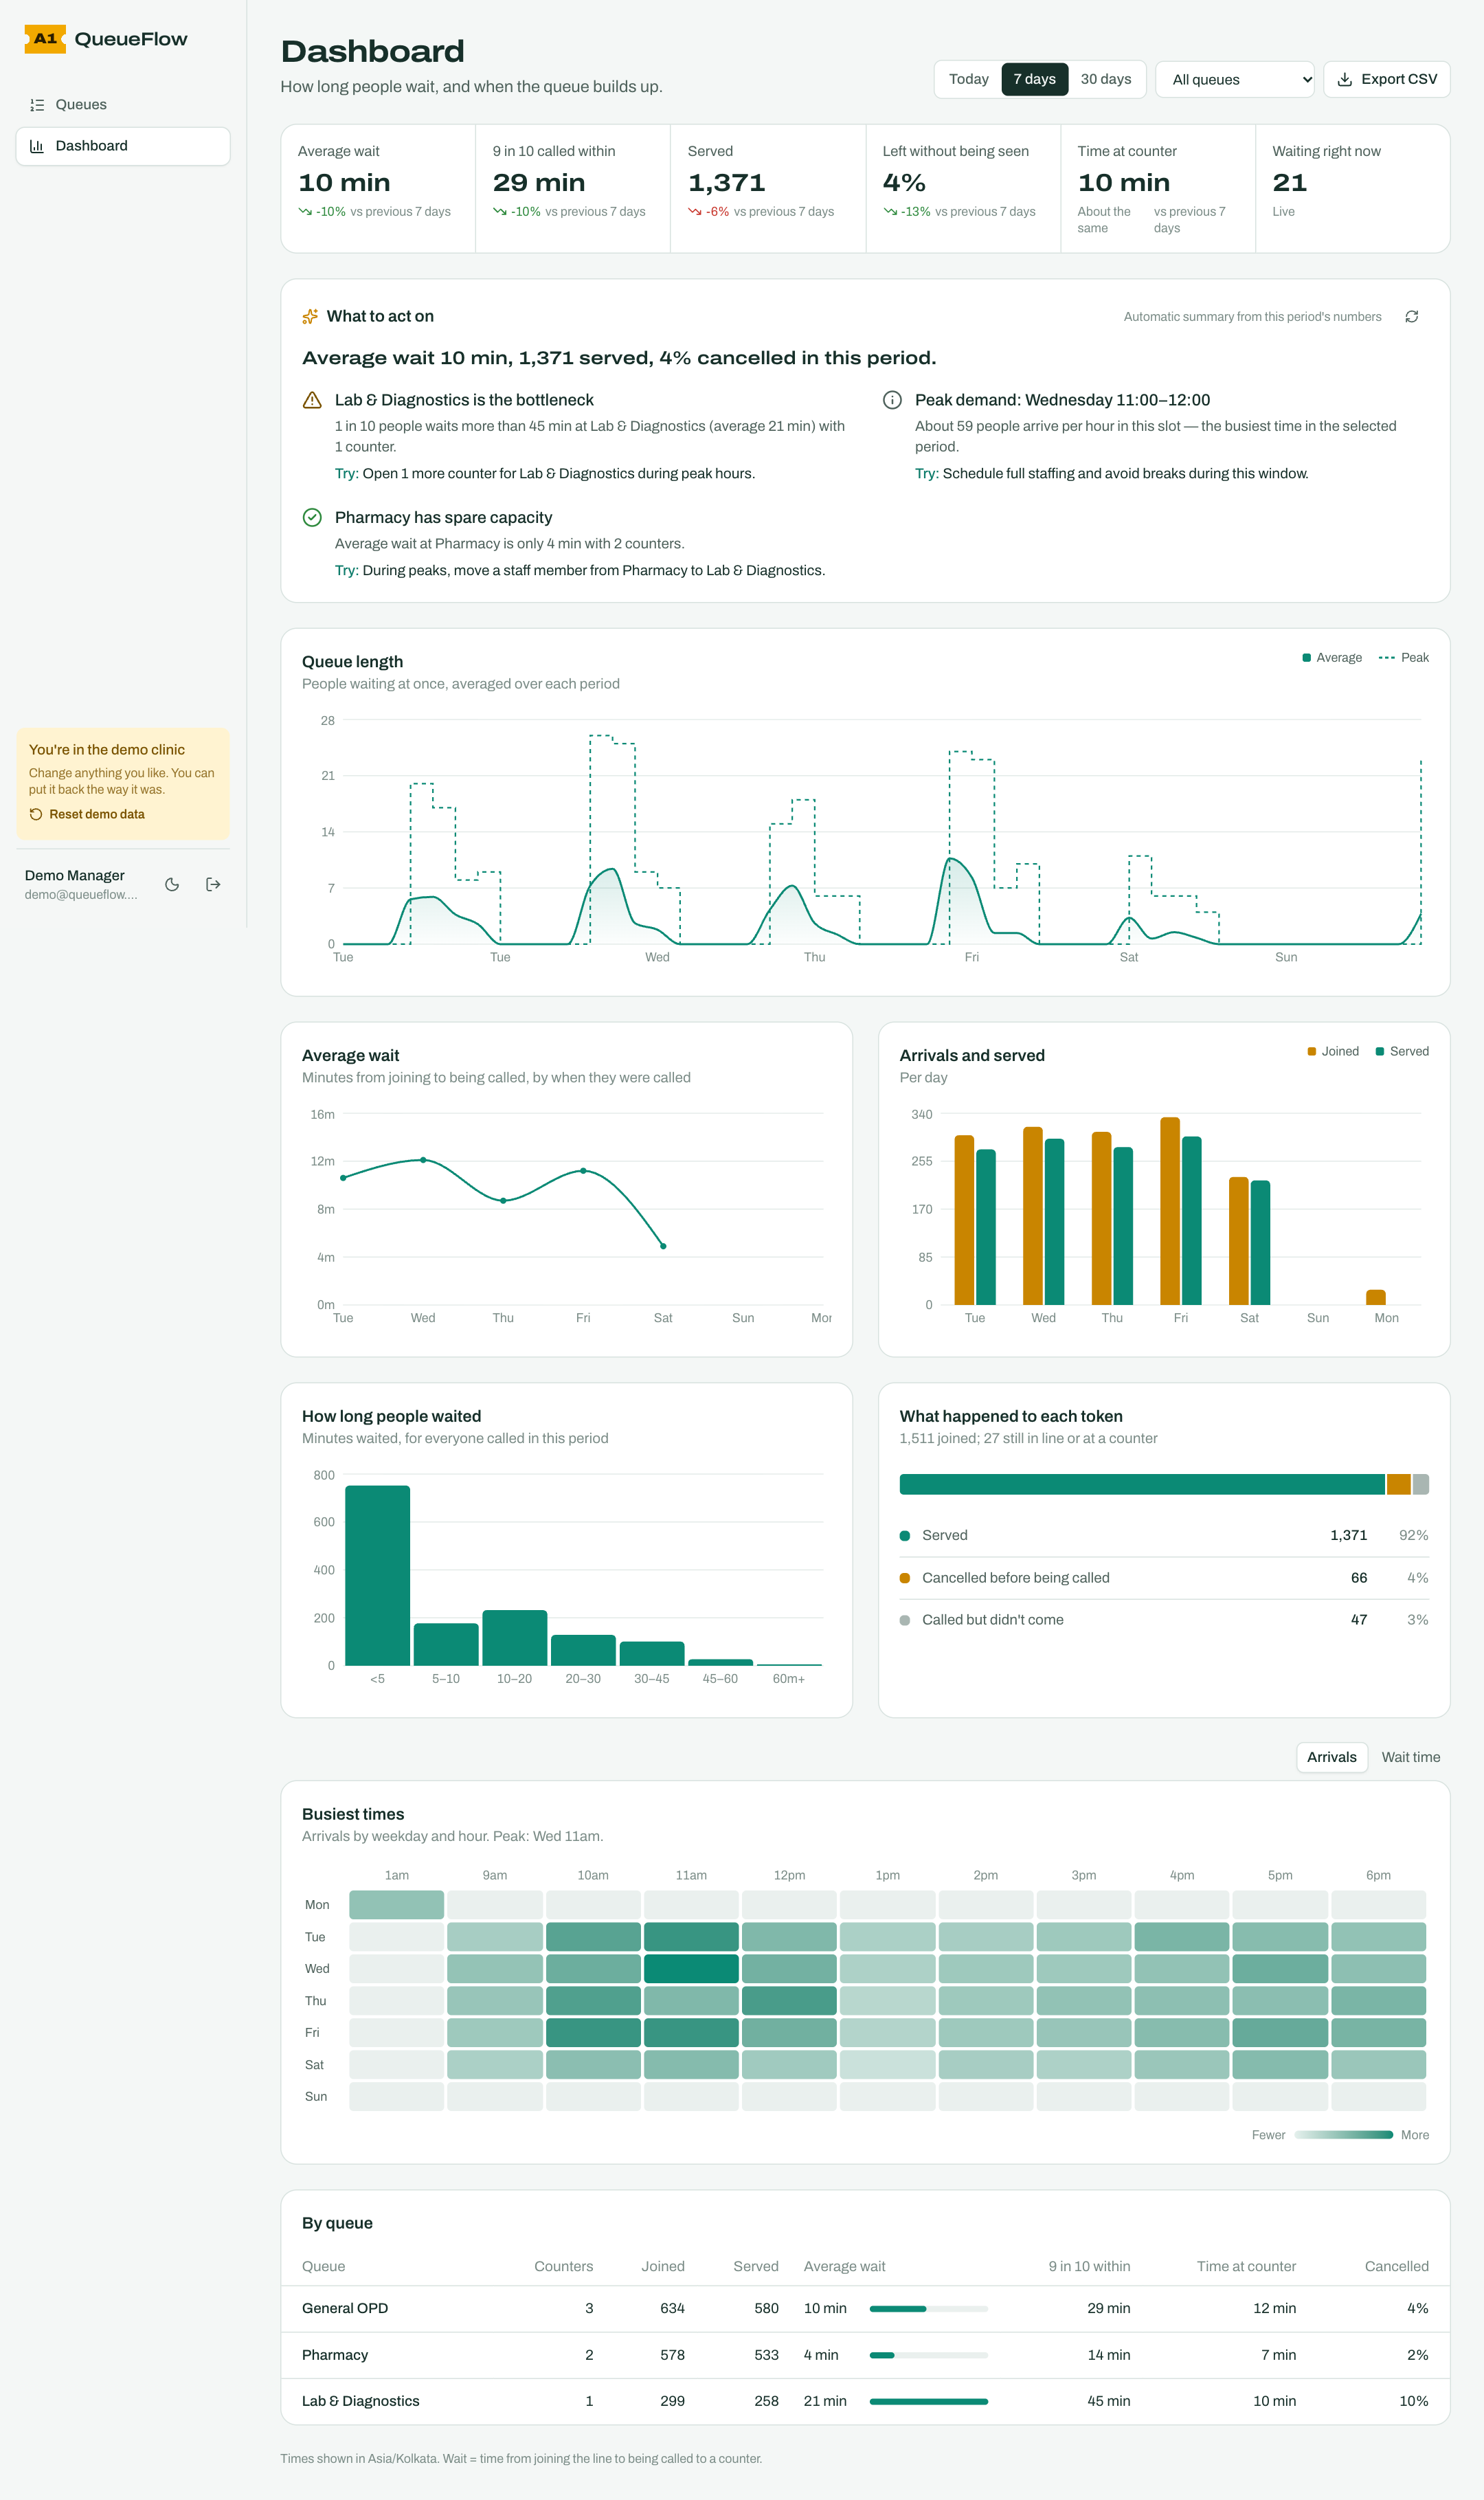 A1 QueueFlow
Queues
Dashboard
You're in the demo clinic
Change anything you like. You can
put it back the way it was.
Reset demo data
Demo Manager
demo@queueflow....
Dashboard
How long people wait, and when the queue builds up.
Today 7 days 30 days All queues Export CSV
Average wait
10 min
-10% vs previous 7 days
9 in 10 called within
29 min
-10% vs previous 7 days
Served
1,371
-6% vs previous 7 days
Left without being seen
4%
-13% vs previous 7 days
Time at counter
10 min
About the same vs previous 7 days
Waiting right now
21
Live
What to act on
Automatic summary from this period's numbers
Average wait 10 min, 1,371 served, 4% cancelled in this period.
Lab & Diagnostics is the bottleneck
1 in 10 people waits more than 45 min at Lab & Diagnostics (average 21 min) with
1 counter.
Try: Open 1 more counter for Lab & Diagnostics during peak hours.
Peak demand: Wednesday 11:00–12:00
About 59 people arrive per hour in this slot — the busiest time in the selected
period.
Try: Schedule full staffing and avoid breaks during this window.
Pharmacy has spare capacity
Average wait at Pharmacy is only 4 min with 2 counters.
Try: During peaks, move a staff member from Pharmacy to Lab & Diagnostics.
Queue length
People waiting at once, averaged over each period
Average Peak
28
21
14
7
0
Tue Tue Wed Thu Fri Sat Sun
Average wait
Minutes from joining to being called, by when they were called
16m
12m
8m
4m
0m
Tue Wed Thu Fri Sat Sun Mor
Arrivals and served
Per day
Joined Served
340
255
170
85
0
Tue Wed Thu Fri Sat Sun Mon
How long people waited
Minutes waited, for everyone called in this period
800
600
400
200
0
<5 5–10 10–20 20–30 30–45 45–60 60m+
What happened to each token
1,511 joined; 27 still in line or at a counter
Served 1,371 92%
Cancelled before being called 66 4%
Called but didn't come 47 3%
Arrivals Wait time
Busiest times
Arrivals by weekday and hour. Peak: Wed 11am.
1am 9am 10am 11am 12pm 1pm 2pm 3pm 4pm 5pm 6pm
Mon
Tue
Wed
Thu
Fri
Sat
Sun
Fewer More
By queue
Queue Counters Joined Served Average wait 9 in 10 within Time at counter Cancelled
General OPD 3 634 580 10 min 29 min 12 min 4%
Pharmacy 2 578 533 4 min 14 min 7 min 2%
Lab & Diagnostics 1 299 258 21 min 45 min 10 min 10%
Times shown in Asia/Kolkata. Wait = time from joining the line to being called to a counter.